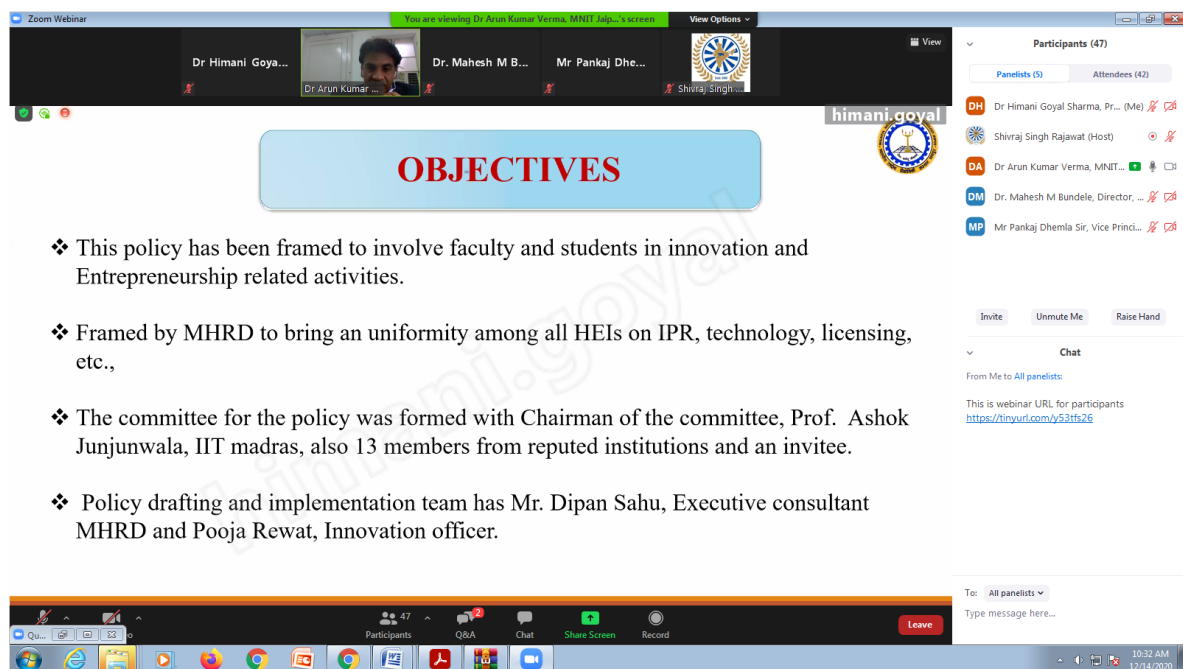 Zoom Webinar
You are viewing Dr Arun Kumar Verma, MNIT Jaip...'s screen
View Options
Dr Himani Goya...
Dr Arun Kumar ...
Dr. Mahesh M B...
Mr Pankaj Dhe...
Shivraj Singh ...
View
himani.goyal
OBJECTIVES
❖ This policy has been framed to involve faculty and students in innovation and
Entrepreneurship related activities.
❖ Framed by MHRD to bring an uniformity among all HEIs on IPR, technology, licensing,
etc.,
❖ The committee for the policy was formed with Chairman of the committee, Prof. Ashok
Junjunwala, IIT madras, also 13 members from reputed institutions and an invitee.
❖ Policy drafting and implementation team has Mr. Dipan Sahu, Executive consultant
MHRD and Pooja Rewat, Innovation officer.
himani.goyal
Participants (47)
Panelists (5)
Attendees (42)
DH Dr Himani Goyal Sharma, Pr... (Me)
Shivraj Singh Rajawat (Host)
DA Dr Arun Kumar Verma, MNIT...
DM Dr. Mahesh M Bundele, Director, ...
MP Mr Pankaj Dhemla Sir, Vice Princi...
Invite
Unmute Me
Raise Hand
Chat
From Me to All panelists:
This is webinar URL for participants
https://tinyurl.com/y53tfs26
To: All panelists
Type message here...
47
2
Participants
Q&A
Chat
Share Screen
Record
Leave
Qu...
10:32 AM
12/14/2020